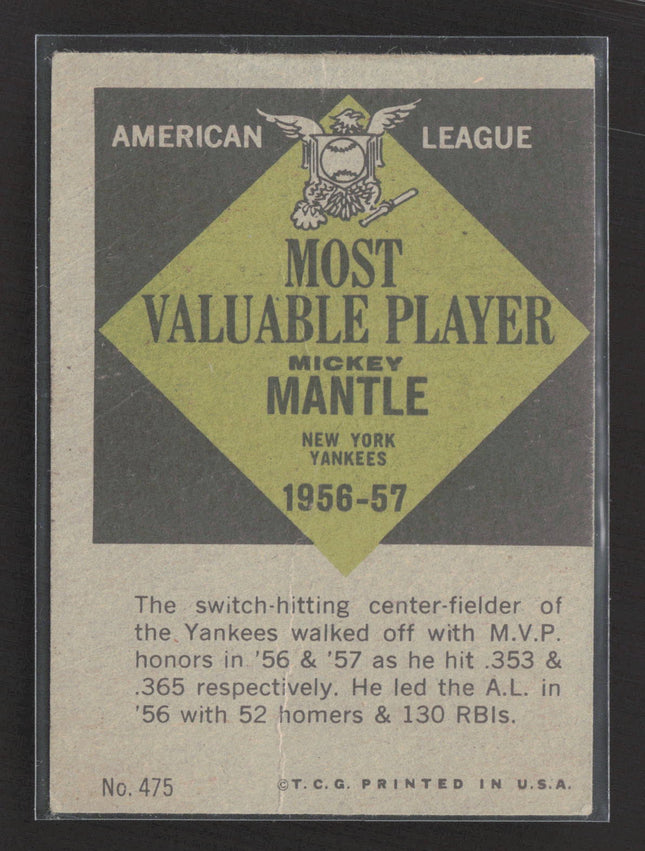 AMERICAN LEAGUE
MOST
VALUABLE PLAYER
MICKEY
MANTLE
NEW YORK
YANKEES
1956-57
The switch-hitting center-fielder of
the Yankees walked off with M.V.P.
honors in '56 & '57 as he hit .353 &
.365 respectively. He led the A.L. in
'56 with 52 homers & 130 RBIs.
No. 475 ©T.C.G. PRINTED IN U.S.A.